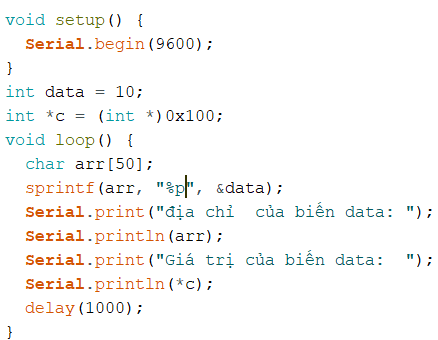 void setup() {
  Serial.begin(9600);
}
int data = 10;
int *c = (int *)0x100;
void loop() {
  char arr[50];
  sprintf(arr, "%p", &data);
  Serial.print("địa chỉ  của biến data: ");
  Serial.println(arr);
  Serial.print("Giá trị của biến data:  ");
  Serial.println(*c);
  delay(1000);
}